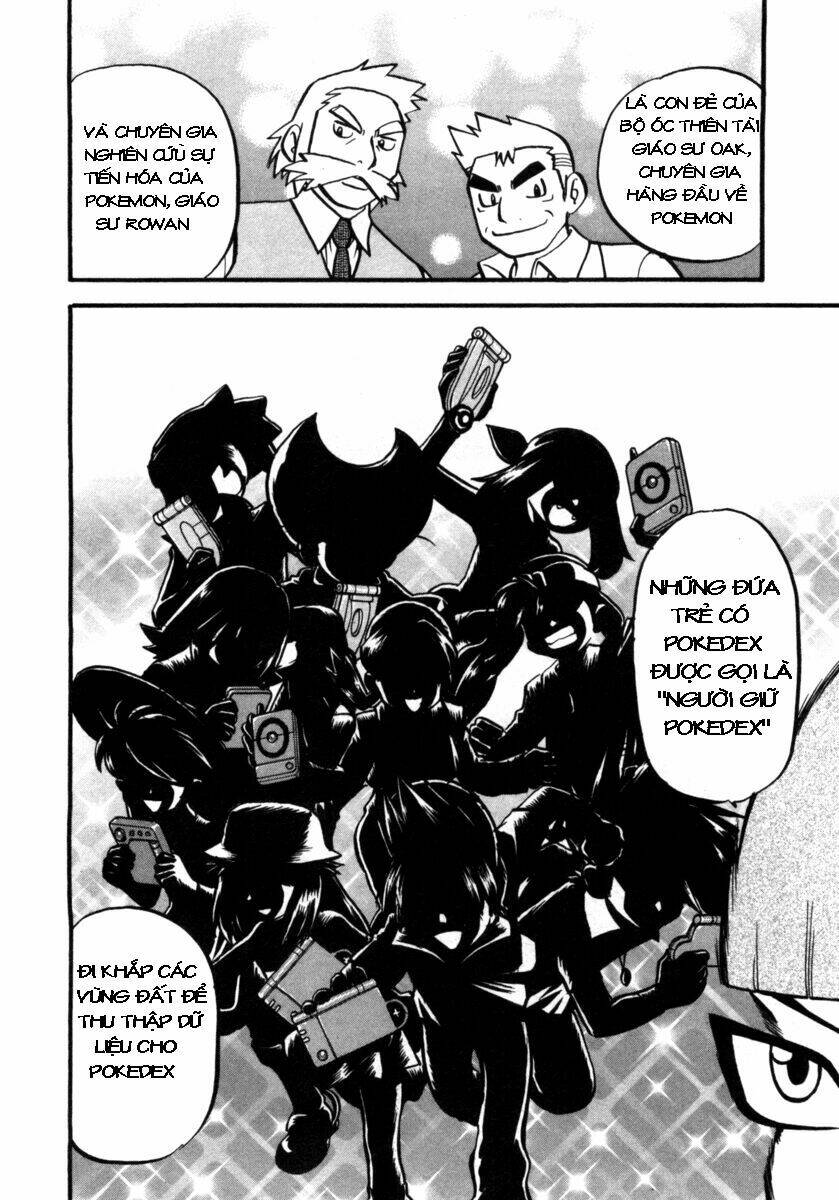 LÀ CON ĐẺ CỦA
BỘ ÓC THIÊN TÀI
GIÁO SƯ OAK,
CHUYÊN GIA
HÀNG ĐẦU VỀ
POKEMON
VÀ CHUYÊN GIA
NGHIÊN CỨU SỰ
TIẾN HÓA CỦA
POKEMON, GIÁO
SƯ ROWAN
NHỮNG ĐỨA
TRẺ CÓ
POKEDEX
ĐƯỢC GỌI LÀ
"NGƯỜI GIỮ
POKEDEX"
ĐI KHẮP CÁC
VÙNG ĐẤT ĐỂ
THU THẬP DỮ
LIỆU CHO
POKEDEX